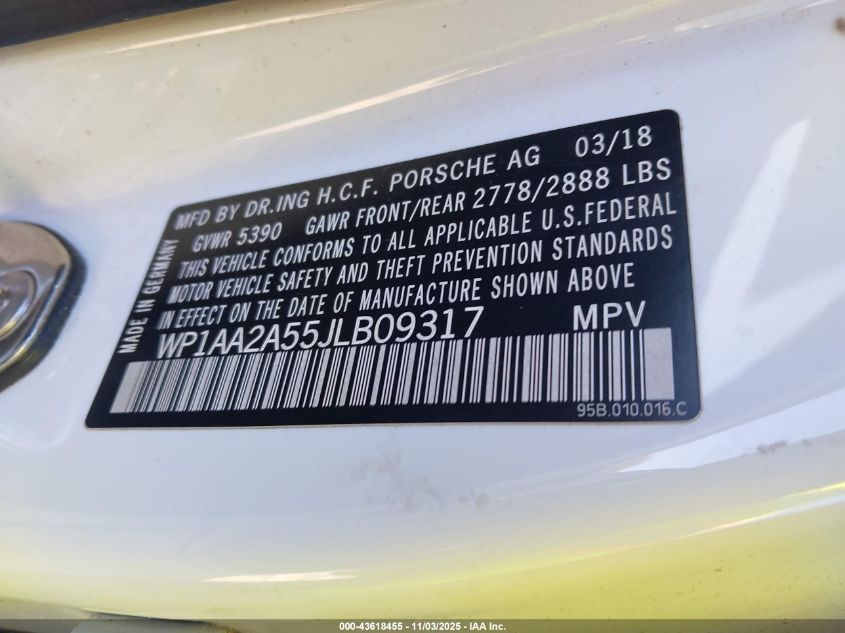 MFD BY DR.ING H.C.F. PORSCHE AG 03/18
GVWR 5390 GAWR FRONT/REAR 2778/2888 LBS
THIS VEHICLE CONFORMS TO ALL APPLICABLE U.S.FEDERAL
MOTOR VEHICLE SAFETY AND THEFT PREVENTION STANDARDS
IN EFFECT ON THE DATE OF MANUFACTURE SHOWN ABOVE
MADE IN GERMANY
WP1AA2A55JLB09317 MPV
95B.010.016.C
000-43618455 - 11/03/2025 - IAA Inc.